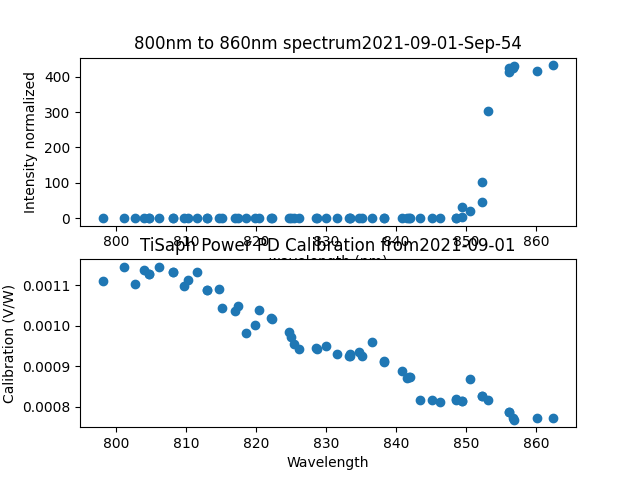 800nm to 860nm spectrum2021-09-01-Sep-54
400
300
200
100
0
Intensity normalized
800 810 820 830 840 850 860
wavelength (nm)
TiSaph Power PD Calibration from2021-09-01
0.0011
0.0010
0.0009
0.0008
Calibration (V/W)
800 810 820 830 840 850 860
Wavelength